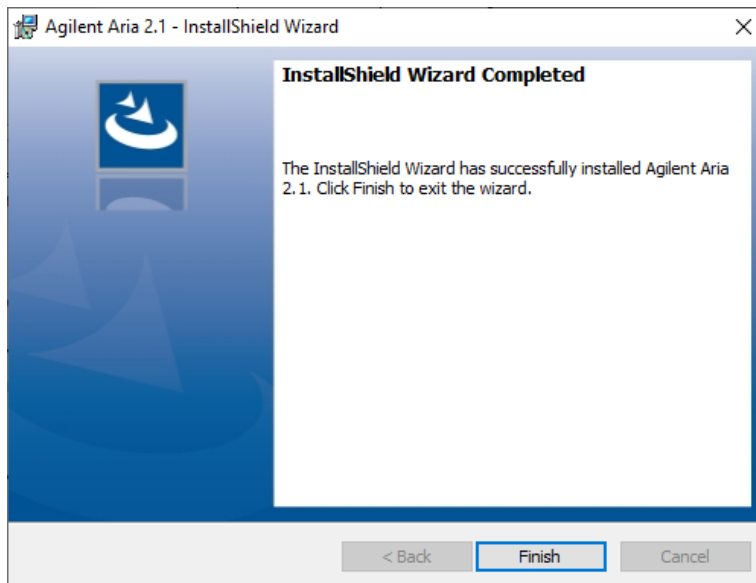 Agilent Aria 2.1 - InstallShield Wizard
InstallShield Wizard Completed
The InstallShield Wizard has successfully installed Agilent Aria
2.1. Click Finish to exit the wizard.
< Back
Finish
Cancel